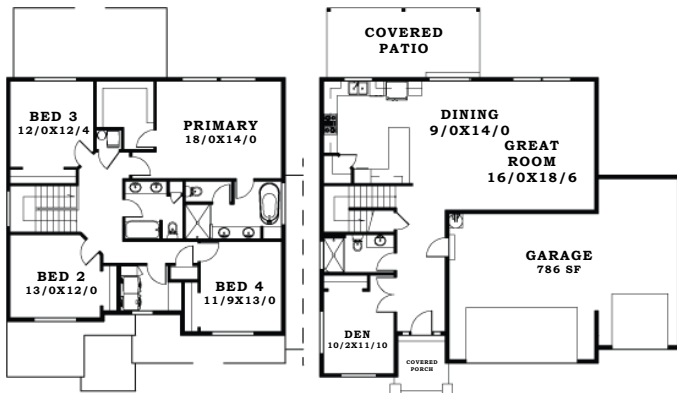 COVERED
PATIO
BED 3
12/0X12/4
PRIMARY
18/0X14/0
DINING
9/0X14/0
GREAT
ROOM
16/0X18/6
BED 2
13/0X12/0
BED 4
11/9X13/0
GARAGE
786 SF
DEN
10/2X11/10
COVERED
PORCH